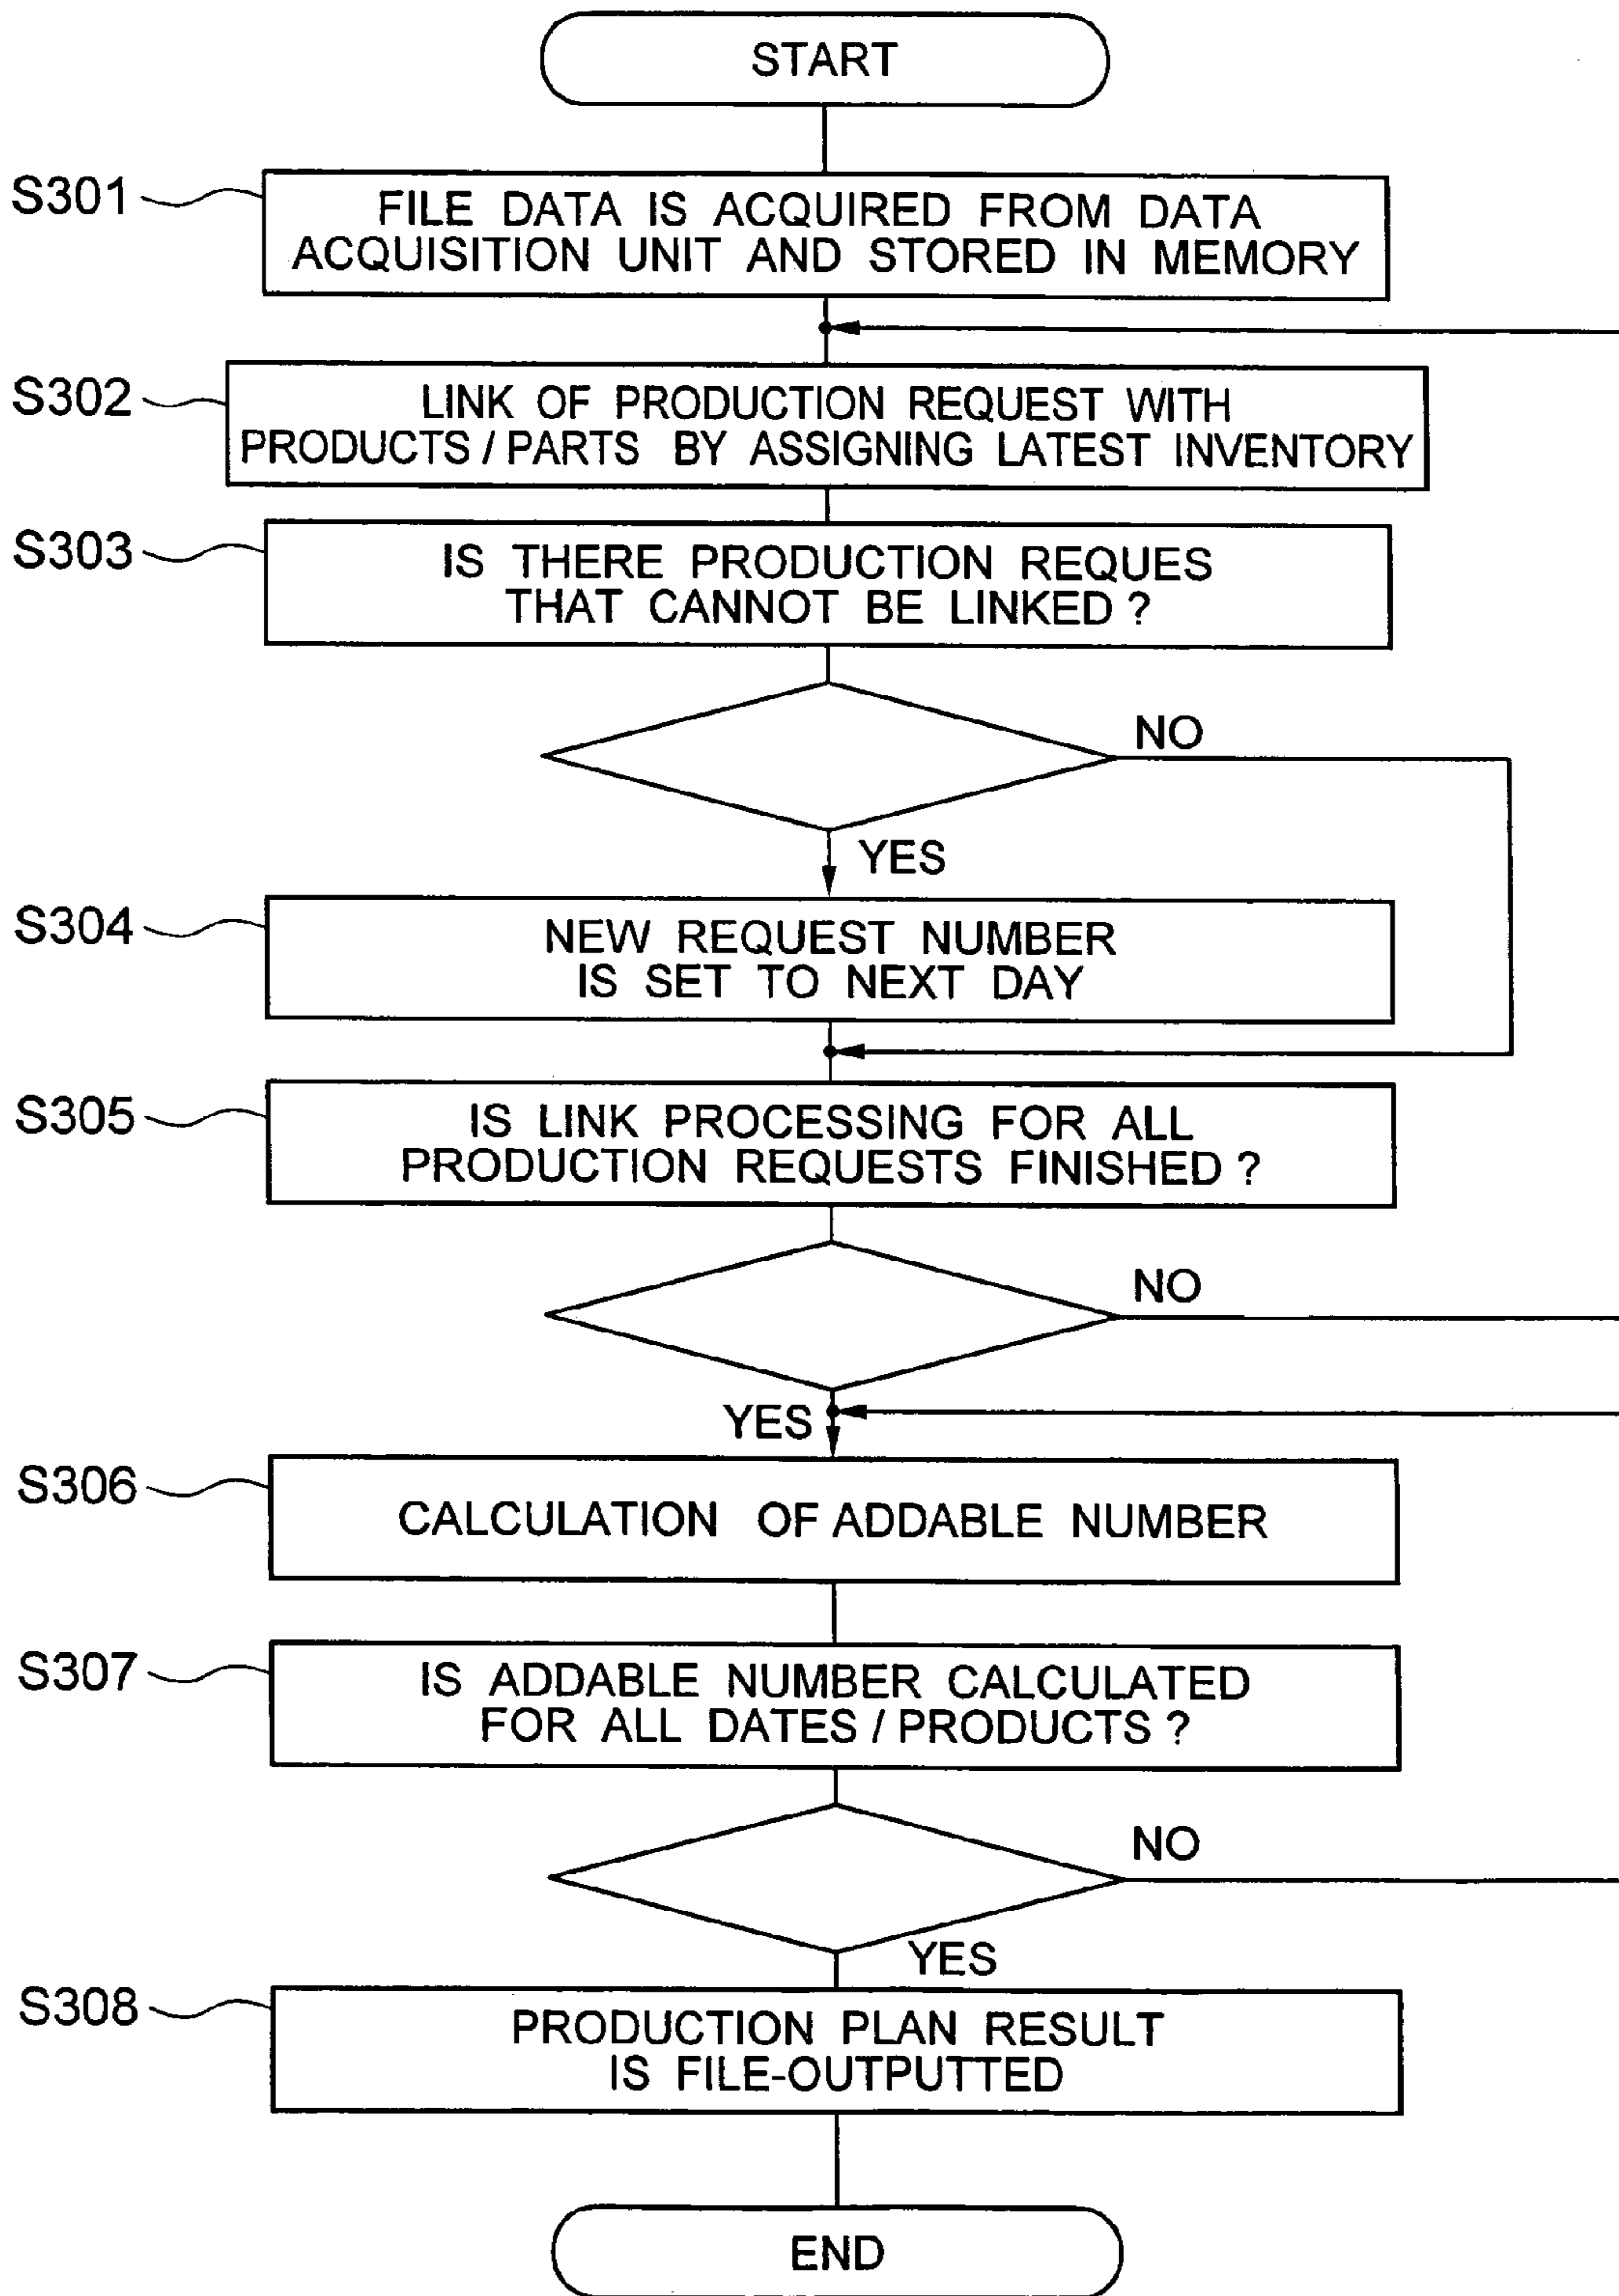 START
S301
FILE DATA IS ACQUIRED FROM DATA
ACQUISITION UNIT AND STORED IN MEMORY
S302
LINK OF PRODUCTION REQUEST WITH
PRODUCTS / PARTS BY ASSIGNING LATEST INVENTORY
S303
IS THERE PRODUCTION REQUES
THAT CANNOT BE LINKED ?
NO
YES
S304
NEW REQUEST NUMBER
IS SET TO NEXT DAY
S305
IS LINK PROCESSING FOR ALL
PRODUCTION REQUESTS FINISHED ?
NO
YES
S306
CALCULATION OF ADDABLE NUMBER
S307
IS ADDABLE NUMBER CALCULATED
FOR ALL DATES / PRODUCTS ?
NO
YES
S308
PRODUCTION PLAN RESULT
IS FILE-OUTPUTTED
END